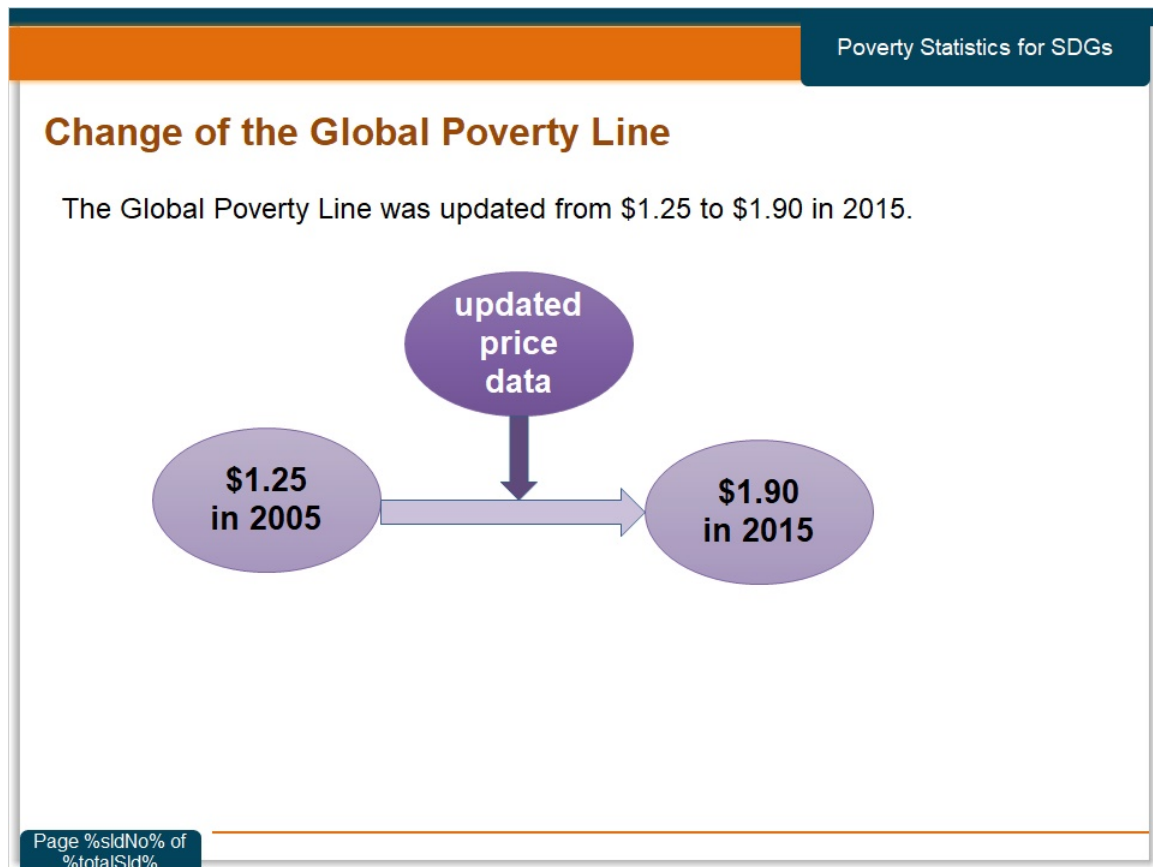 Poverty Statistics for SDGs
Change of the Global Poverty Line
The Global Poverty Line was updated from $1.25 to $1.90 in 2015.
updated
price
data
$1.25
in 2005
$1.90
in 2015
Page %sldNo% of
%totalSld%